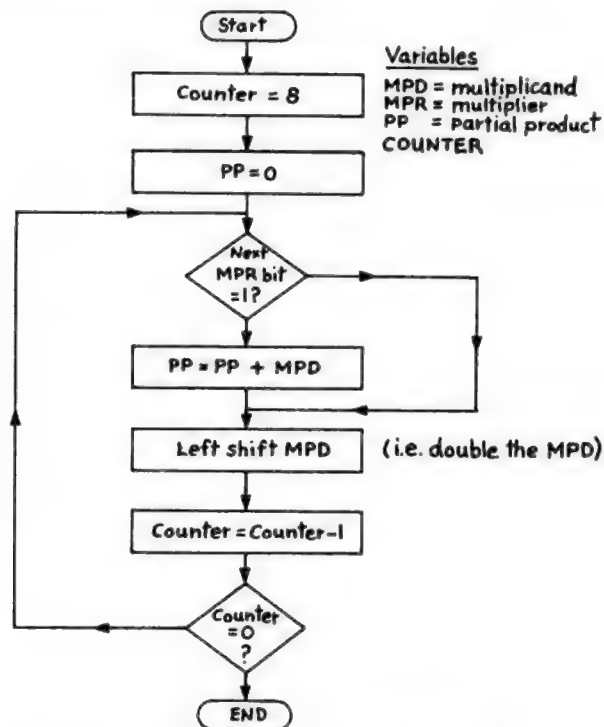 Start
Variables
MPD = multiplicand
MPR = multiplier
PP = partial product
COUNTER
Counter = 8
PP = 0
Next
MPR bit
=1?
PP = PP + MPD
Left shift MPD
(i.e. double the MPD)
Counter = Counter-1
Counter
=0
?
END